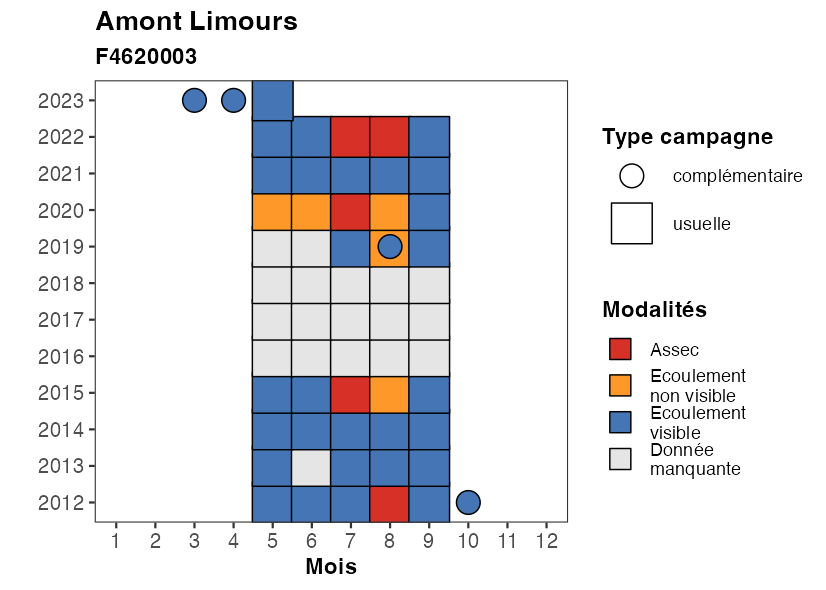 Amont Limours
F4620003
2023
2022
2021
2020
2019
2018
2017
2016
2015
2014
2013
2012
1 2 3 4 5 6 7 8 9 10 11 12
Mois
Type campagne
complémentaire
usuelle
Modalités
Assec
Ecoulement
non visible
Ecoulement
visible
Donnée
manquante